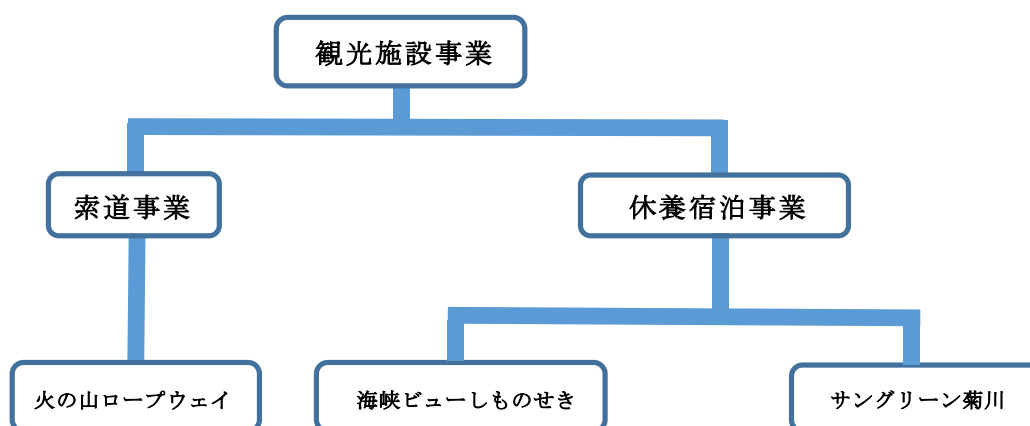 観光施設事業
索道事業
休養宿泊事業
火の山ロープウェイ
海峡ビューしものせき
サングリーン菊川